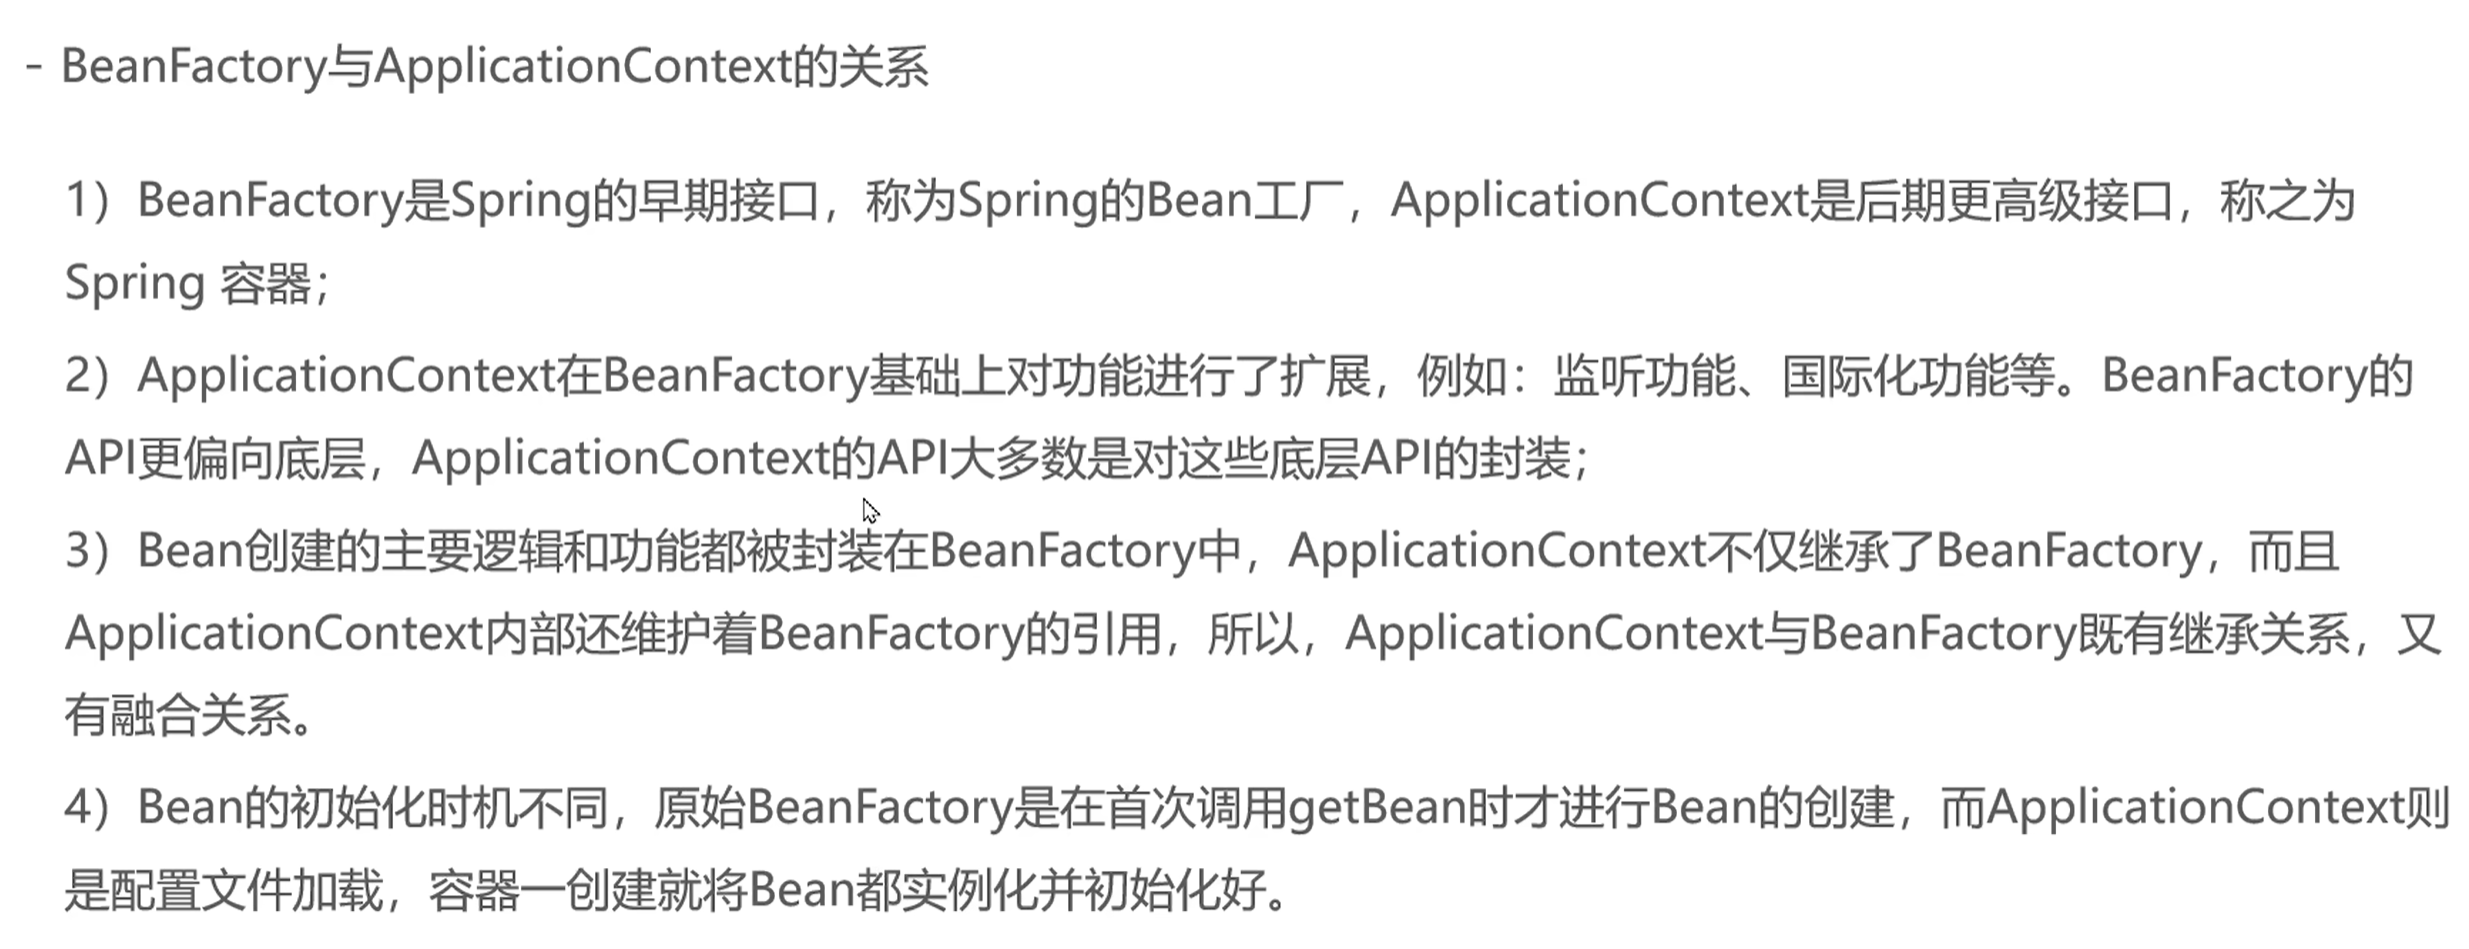 - BeanFactory与ApplicationContext的关系
1）BeanFactory是Spring的早期接口，称为Spring的Bean工厂，ApplicationContext是后期更高级接口，称之为
Spring 容器；
2）ApplicationContext在BeanFactory基础上对功能进行了扩展，例如：监听功能、国际化功能等。BeanFactory的
API更偏向底层，ApplicationContext的API大多数是对这些底层API的封装；
3）Bean创建的主要逻辑和功能都被封装在BeanFactory中，ApplicationContext不仅继承了BeanFactory，而且
ApplicationContext内部还维护着BeanFactory的引用，所以，ApplicationContext与BeanFactory既有继承关系，又
有融合关系。
4）Bean的初始化时机不同，原始BeanFactory是在首次调用getBean时才进行Bean的创建，而ApplicationContext则
是配置文件加载，容器一创建就将Bean都实例化并初始化好。